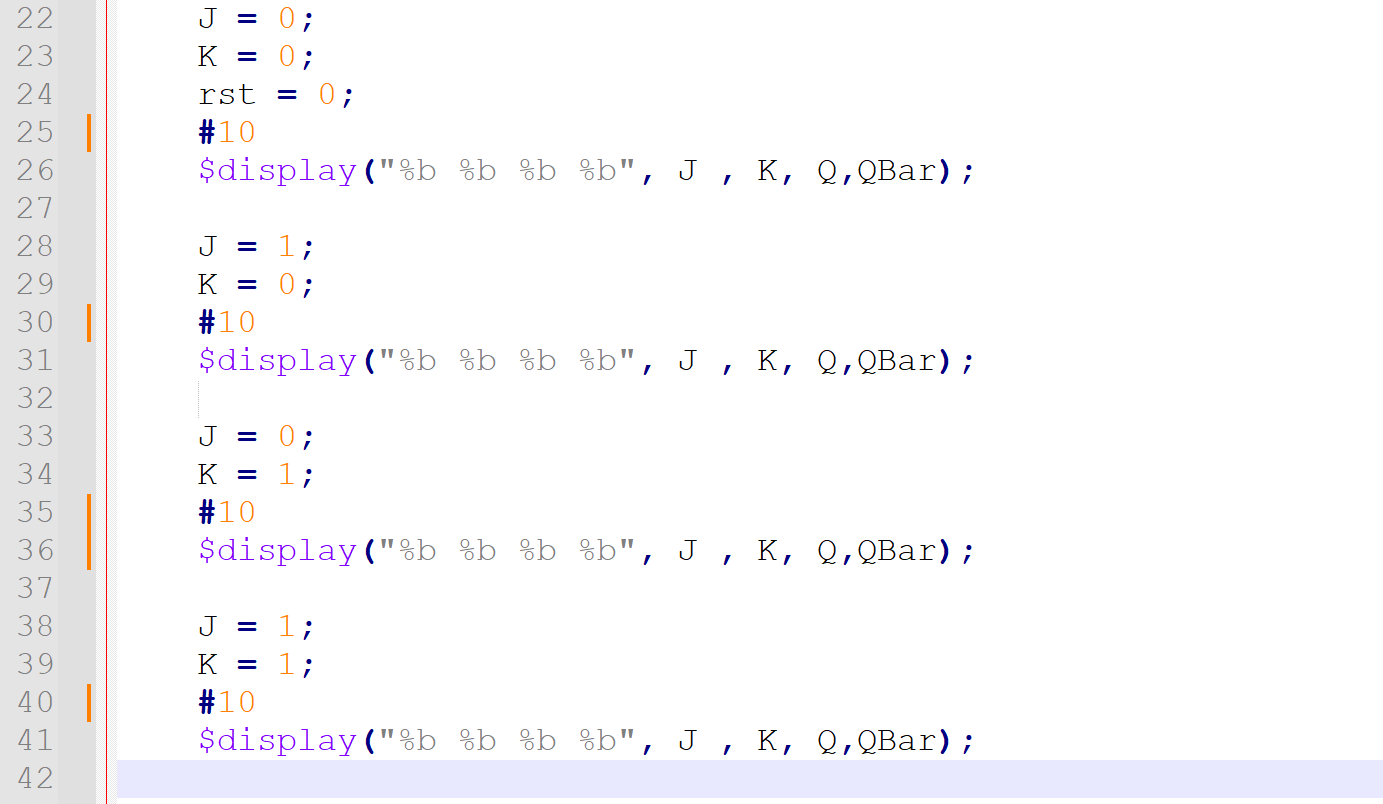 22 J = 0;
23 K = 0;
24 rst = 0;
25 #10
26 $display("%b %b %b %b", J , K, Q,QBar);
27
28 J = 1;
29 K = 0;
30 #10
31 $display("%b %b %b %b", J , K, Q,QBar);
32
33 J = 0;
34 K = 1;
35 #10
36 $display("%b %b %b %b", J , K, Q,QBar);
37
38 J = 1;
39 K = 1;
40 #10
41 $display("%b %b %b %b", J , K, Q,QBar);
42